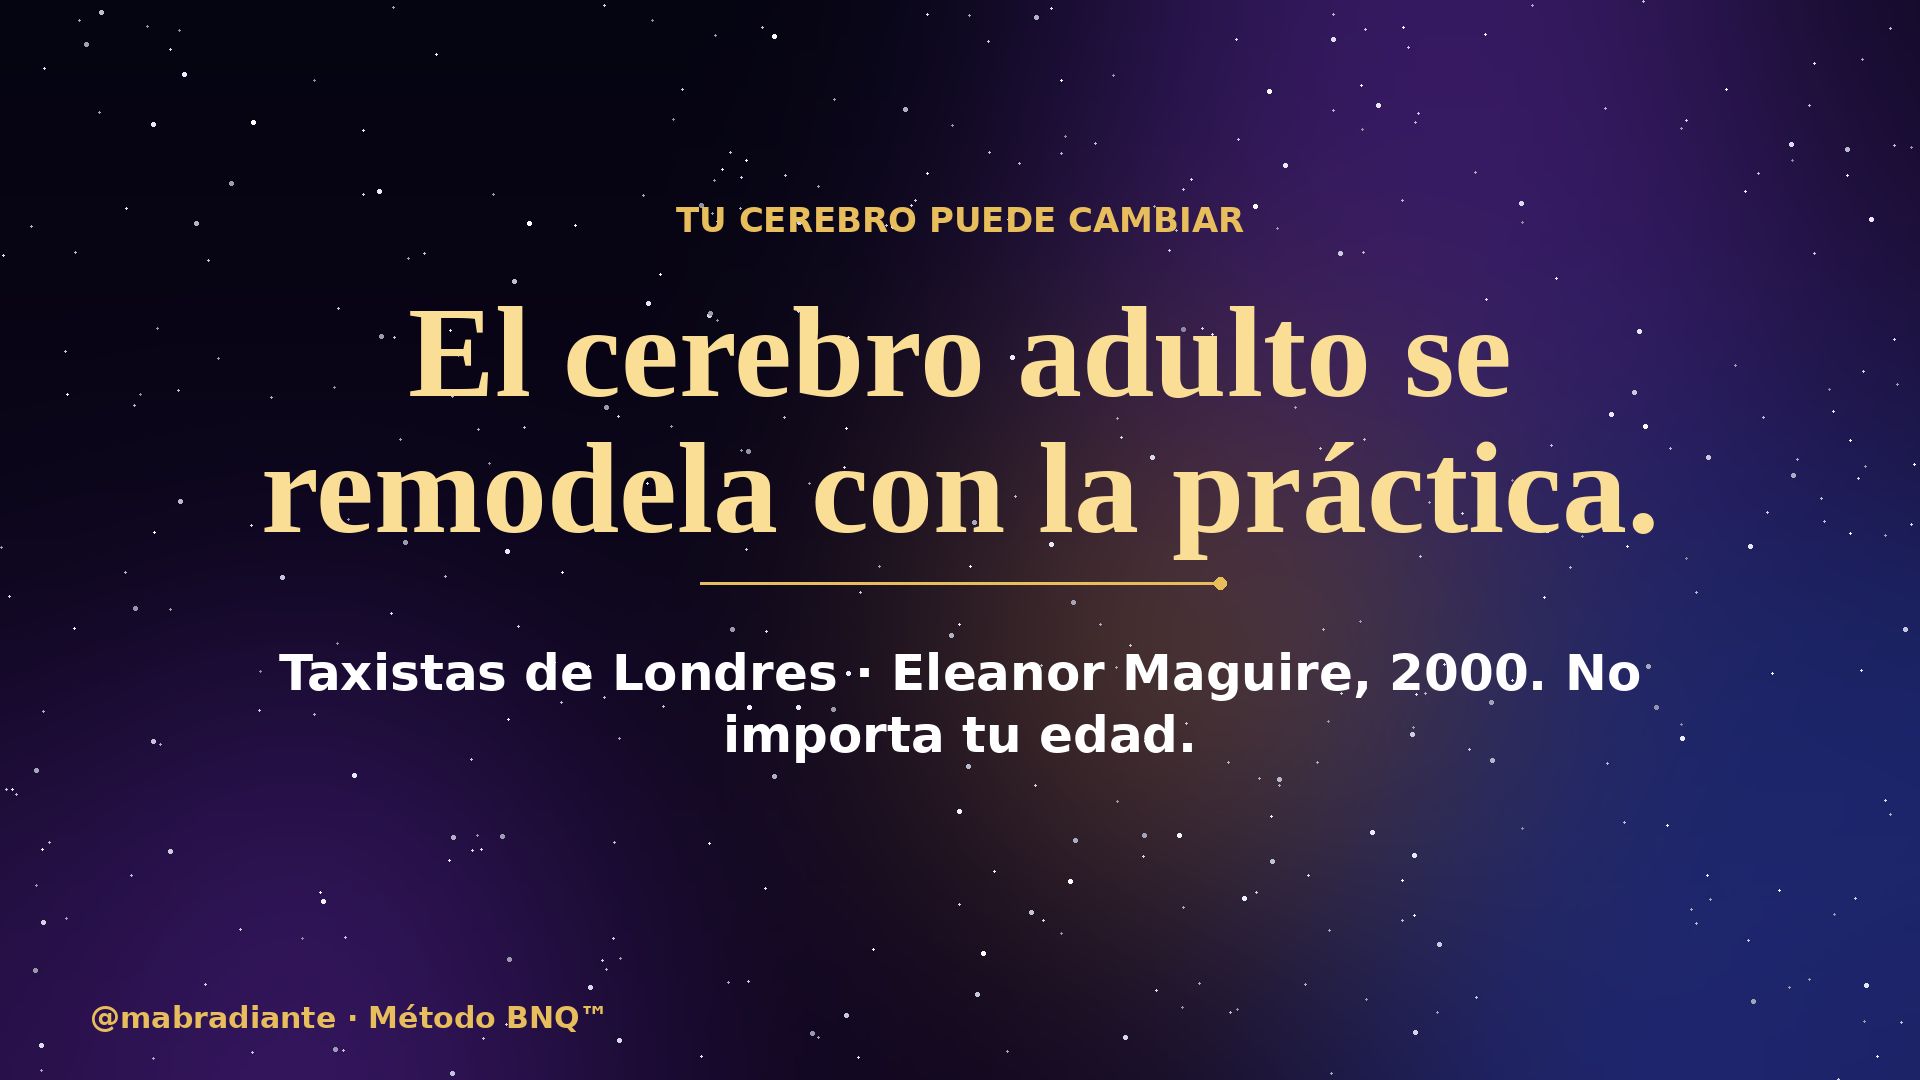 TU CEREBRO PUEDE CAMBIAR
El cerebro adulto se
remodela con la práctica.
Taxistas de Londres · Eleanor Maguire, 2000. No
importa tu edad.
@mabradiante · Método BNQ™